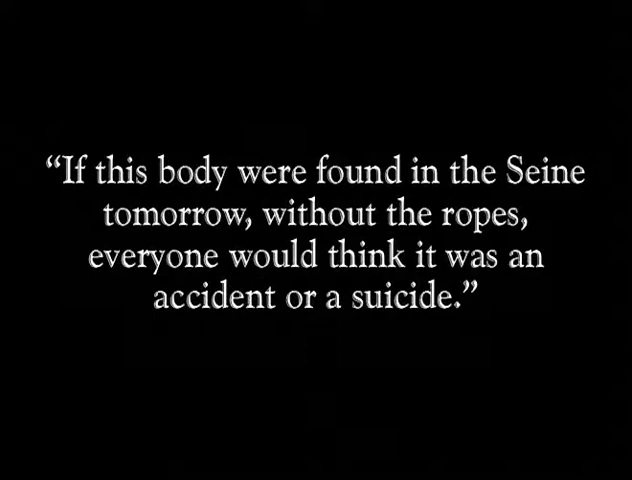 “If this body were found in the Seine
tomorrow, without the ropes,
everyone would think it was an
accident or a suicide.”